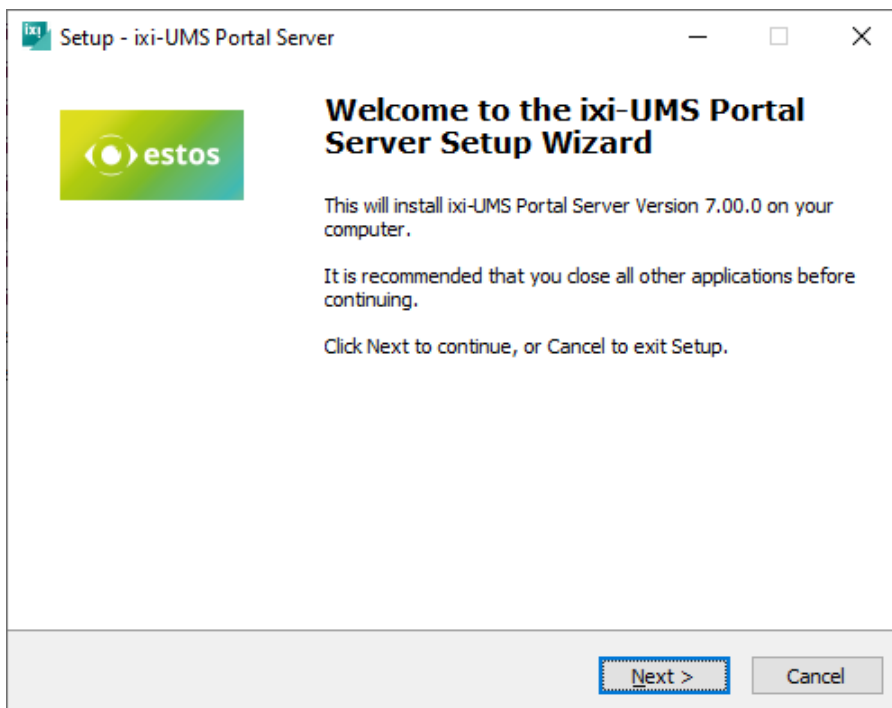 ixi
Setup - ixi-UMS Portal Server
estos
Welcome to the ixi-UMS Portal
Server Setup Wizard
This will install ixi-UMS Portal Server Version 7.00.0 on your
computer.
It is recommended that you close all other applications before
continuing.
Click Next to continue, or Cancel to exit Setup.
Next >
Cancel